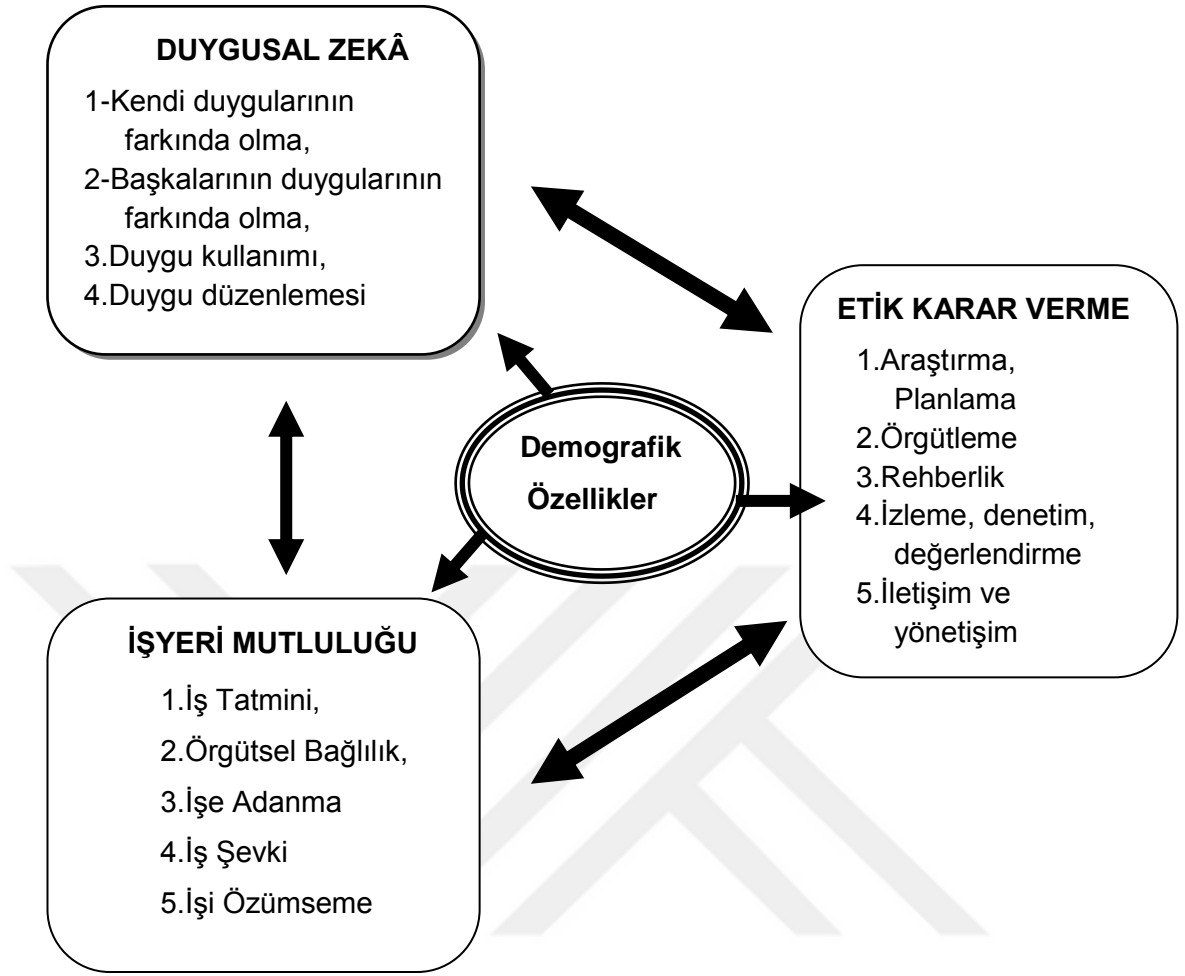 DUYGUSAL ZEKÂ
1-Kendi duygularının
farkında olma,
2-Başkalarının duygularının
farkında olma,
3.Duygu kullanımı,
4.Duygu düzenlemesi
ETİK KARAR VERME
1.Araştırma,
Planlama
2.Örgütleme
3.Rehberlik
4.İzleme, denetim,
değerlendirme
5.İletişim ve
yönetişim
Demografik
Özellikler
İŞYERİ MUTLULUĞU
1.İş Tatmini,
2.Örgütsel Bağlılık,
3.İşe Adanma
4.İş Şevki
5.İşi Özümseme